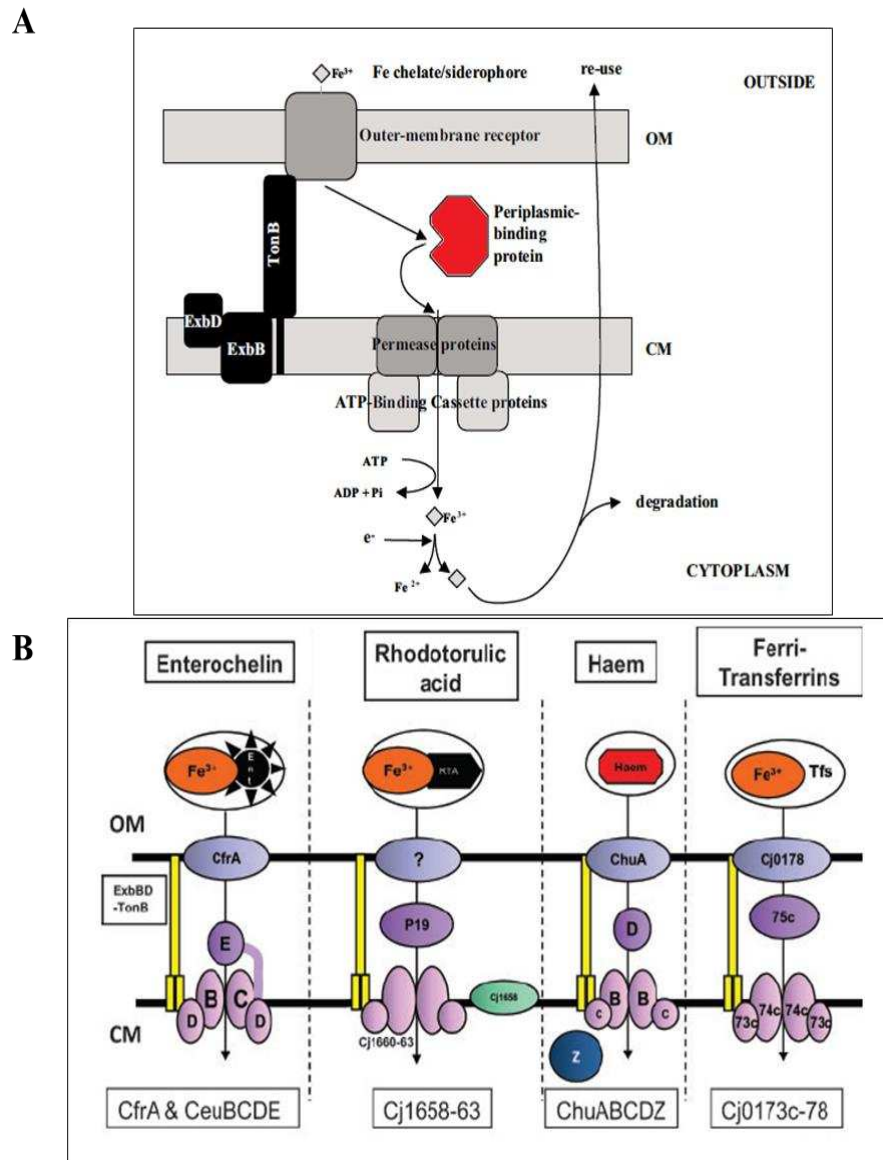 A
Fe³⁺ Fe chelate/siderophore
re-use
OUTSIDE
Outer-membrane receptor
OM
TonB
Periplasmic-
binding
protein
ExbD
ExbB
Permease proteins
CM
ATP-Binding Cassette proteins
ATP
ADP + Pi
Fe³⁺
degradation
e-
Fe ²⁺
CYTOPLASM
B
Enterochelin
Rhodotorulic
acid
Haem
Ferri-
Transferrins
Fe³⁺ Ent
Fe³⁺ RTA
Haem
Fe³⁺ Tfs
OM
CfrA
?
ChuA
Cj0178
ExbBD
-TonB
E
P19
D
75c
B C
D D
Cj1660-63
Cj1658
B B
C C
74c 74c
73c 73c
CM
Z
CfrA & CeuBCDE
Cj1658-63
ChuABCDZ
Cj0173c-78